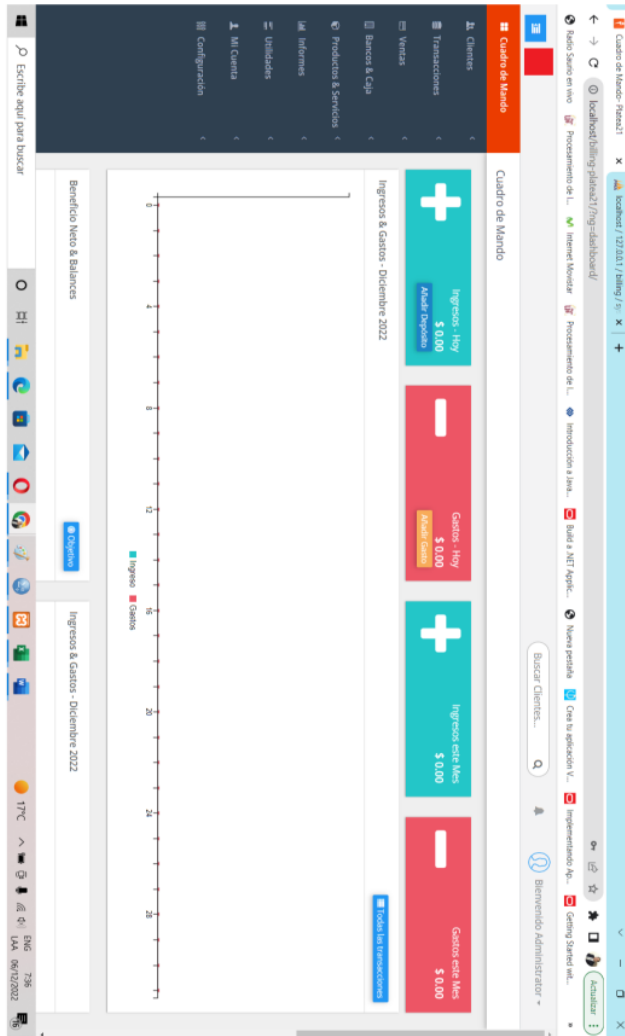 Cuadro de Mando- Platea21
localhost / 127.0.0.1 / billing / sy
localhost/billing-platea21/?ng=dashboard/
Actualizar
Radio Saurio en vivo
Procesamiento de I...
Internet Movistar
Procesamiento de I...
Introducción a Java...
Build a .NET Applic...
Nueva pestaña
Crea tu aplicación V...
Implementando Ap...
Getting Started wit...
Buscar Clientes...
Bienvenido Administrator
Cuadro de Mando
Clientes
Transacciones
Ventas
Bancos & Caja
Productos & Servicios
Informes
Utilidades
Mi Cuenta
Configuración
Cuadro de Mando
Ingresos - Hoy
$ 0.00
Añadir Depósito
Gastos - Hoy
$ 0.00
Añadir Gasto
Ingresos este Mes
$ 0.00
Gastos este Mes
$ 0.00
Ingresos & Gastos - Diciembre 2022
Todas las transacciones
0 4 8 12 16 20 24 28
Ingreso Gastos
Beneficio Neto & Balances
Objetivo
Ingresos & Gastos - Diciembre 2022
Escribe aquí para buscar
17°C
ENG
LAA
7:36
06/12/2022